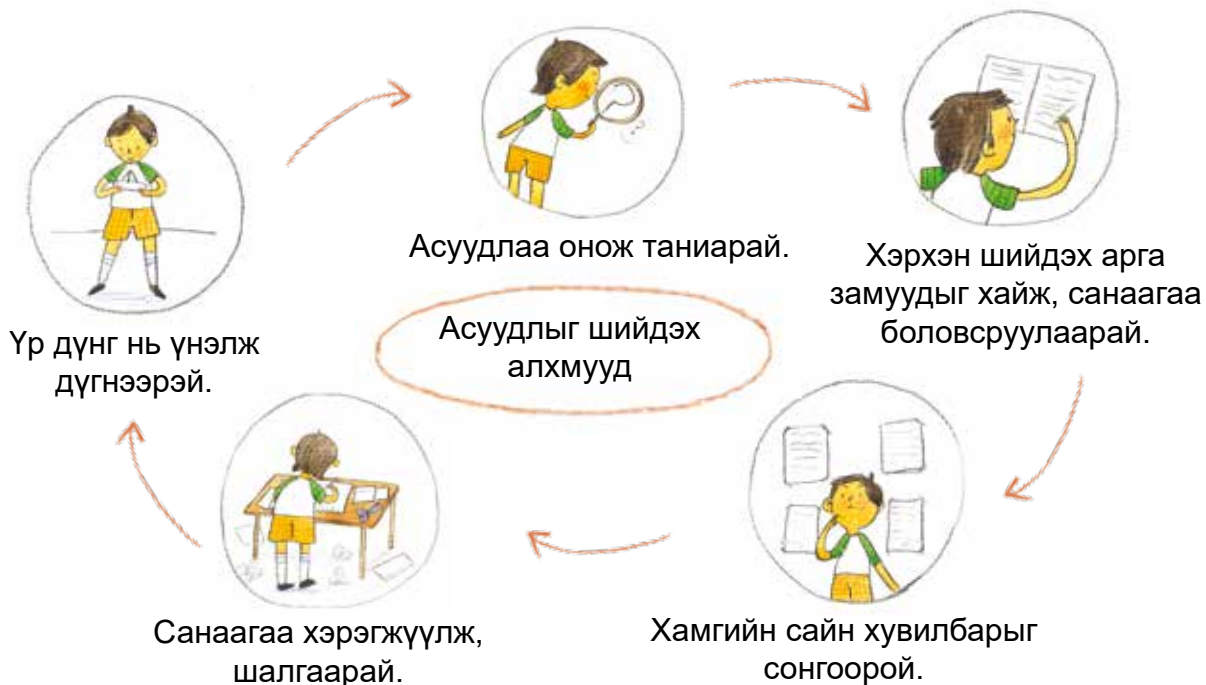 Асуудлаа онож таниарай.
Хэрхэн шийдэх арга
замуудыг хайж, санаагаа
боловсруулаарай.
Асуудлыг шийдэх
алхмууд
Үр дүнг нь үнэлж
дүгнээрэй.
Санаагаа хэрэгжүүлж,
шалгаарай.
Хамгийн сайн хувилбарыг
сонгоорой.